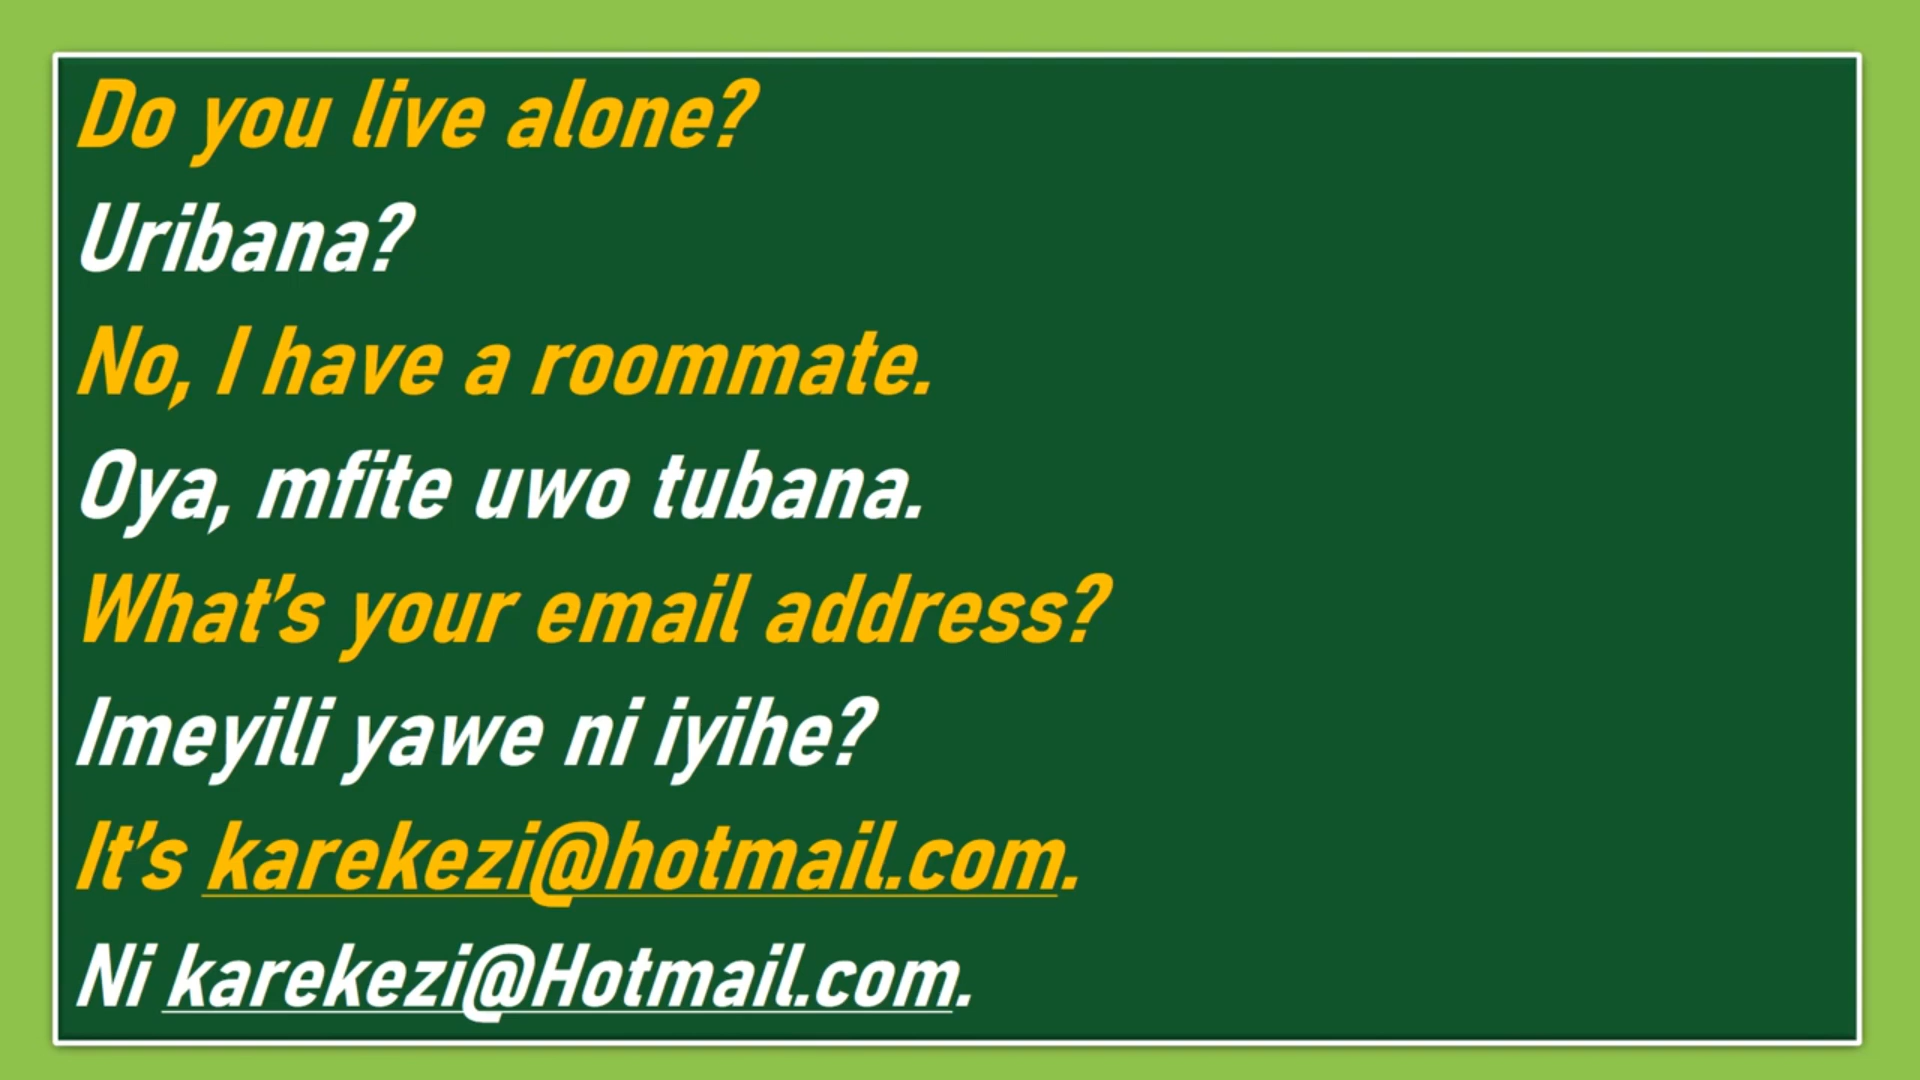 Do you live alone?
Uribana?
No, I have a roommate.
Oya, mfite uwo tubana.
What's your email address?
Imeyili yawe ni iyihe?
It's karekezi@hotmail.com.
Ni karekezi@Hotmail.com.